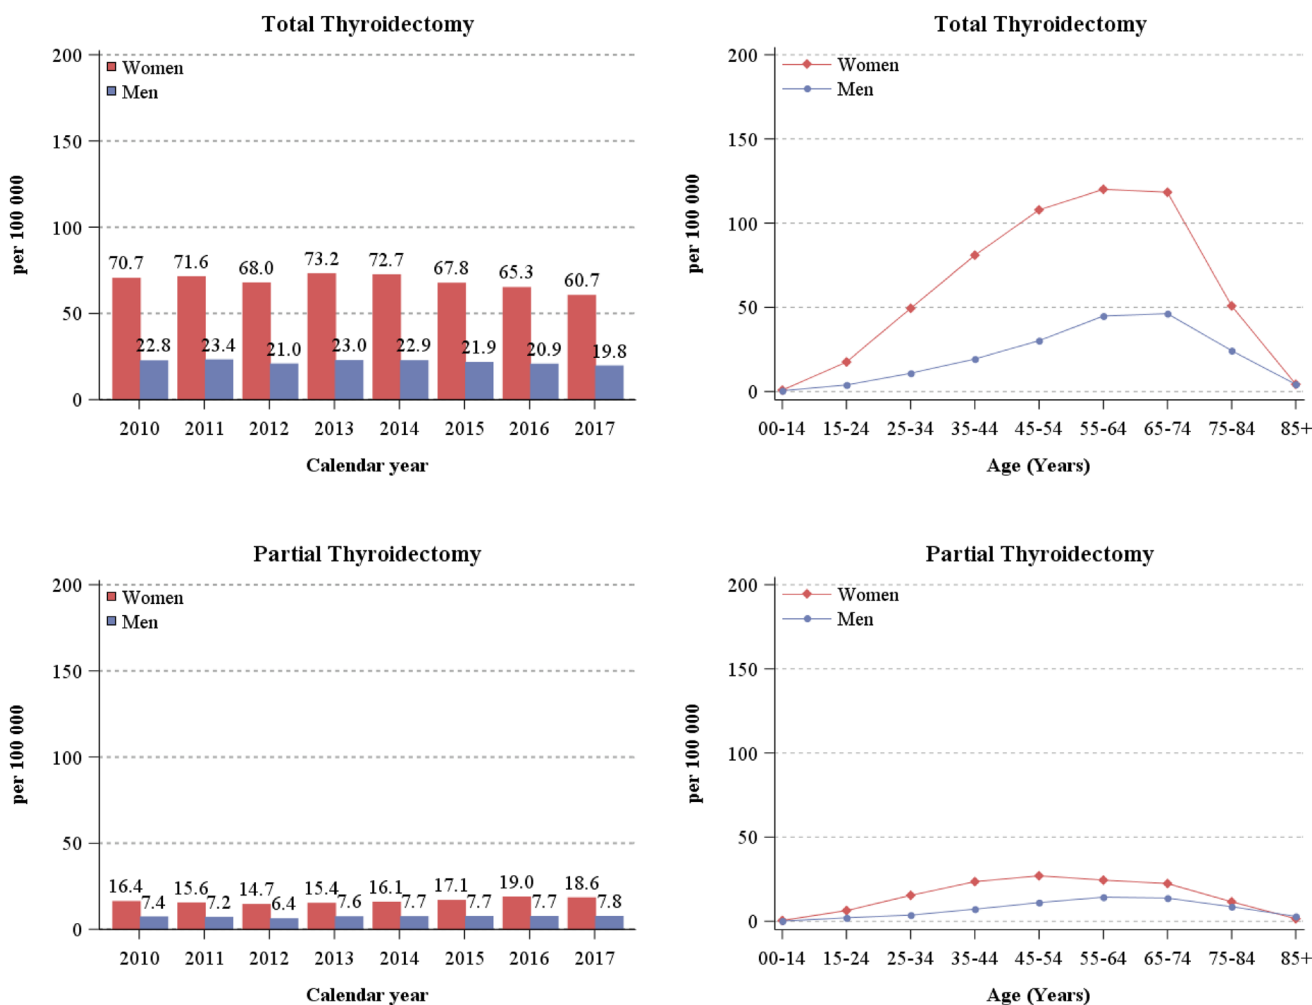 Total Thyroidectomy
200
150
100
50
0
per 100 000
Women
Men
70.7 71.6 68.0 73.2 72.7 67.8 65.3 60.7
22.8 23.4 21.0 23.0 22.9 21.9 20.9 19.8
2010 2011 2012 2013 2014 2015 2016 2017
Calendar year
Total Thyroidectomy
200
150
100
50
0
per 100 000
Women
Men
00-14 15-24 25-34 35-44 45-54 55-64 65-74 75-84 85+
Age (Years)
Partial Thyroidectomy
200
150
100
50
0
per 100 000
Women
Men
16.4 15.6 14.7 15.4 16.1 17.1 19.0 18.6
7.4 7.2 6.4 7.6 7.7 7.7 7.7 7.8
2010 2011 2012 2013 2014 2015 2016 2017
Calendar year
Partial Thyroidectomy
200
150
100
50
0
per 100 000
Women
Men
00-14 15-24 25-34 35-44 45-54 55-64 65-74 75-84 85+
Age (Years)